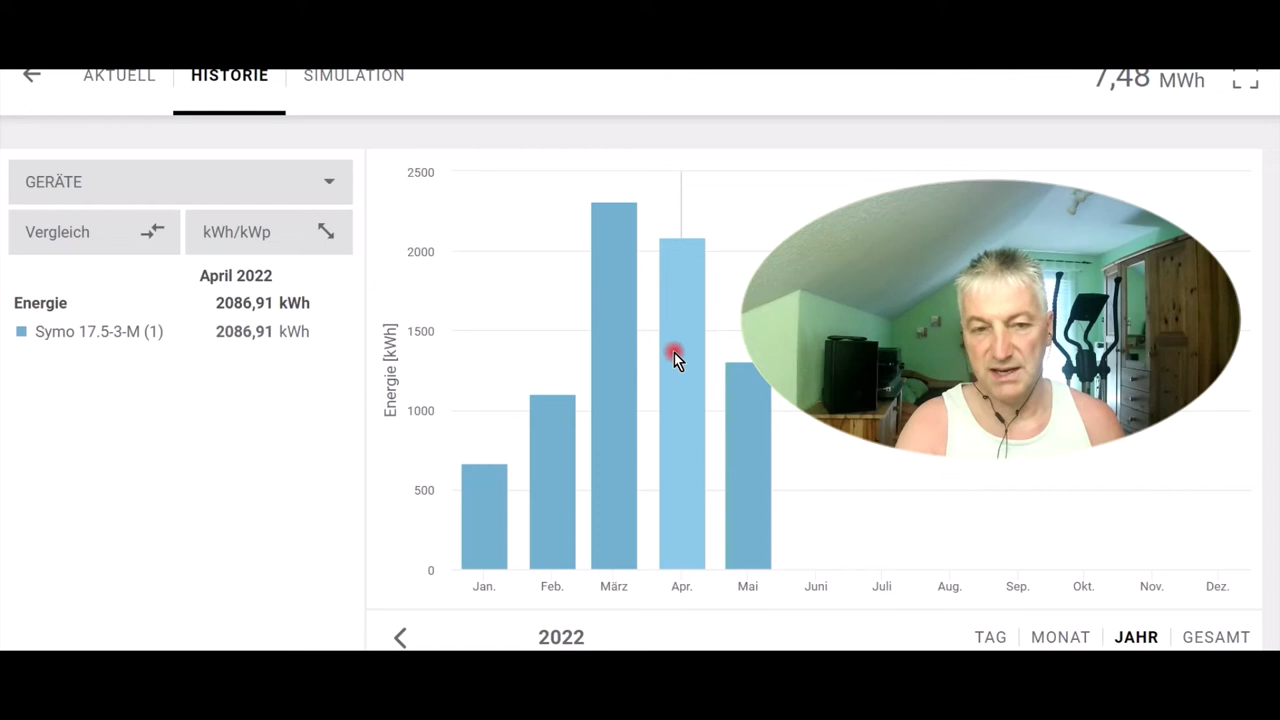 AKTUELL HISTORIE SIMULATION 7,48 MWh
GERÄTE
Vergleich kWh/kWp
April 2022
Energie 2086,91 kWh
Symo 17.5-3-M (1) 2086,91 kWh
Energie [kWh]
2500
2000
1500
1000
500
0
Jan. Feb. März Apr. Mai Juni Juli Aug. Sep. Okt. Nov. Dez.
2022 TAG MONAT JAHR GESAMT